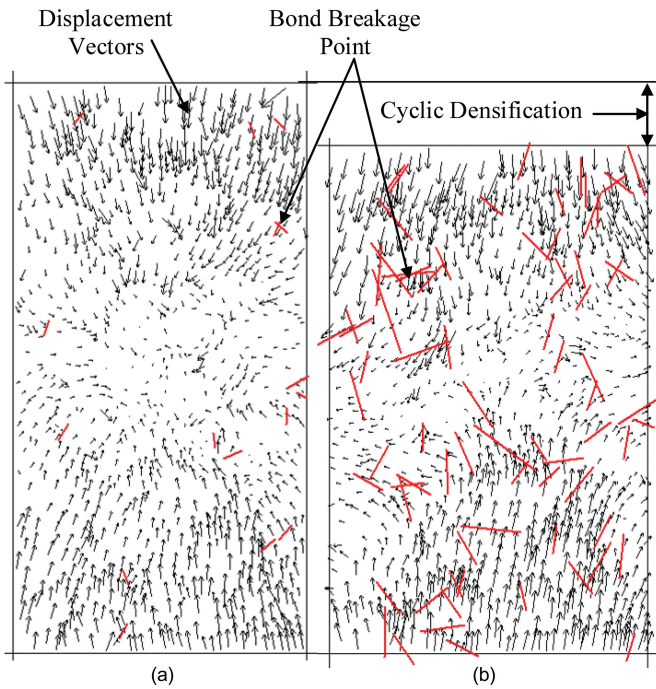 Displacement
Vectors
Bond Breakage
Point
Cyclic Densification
(a)
(b)